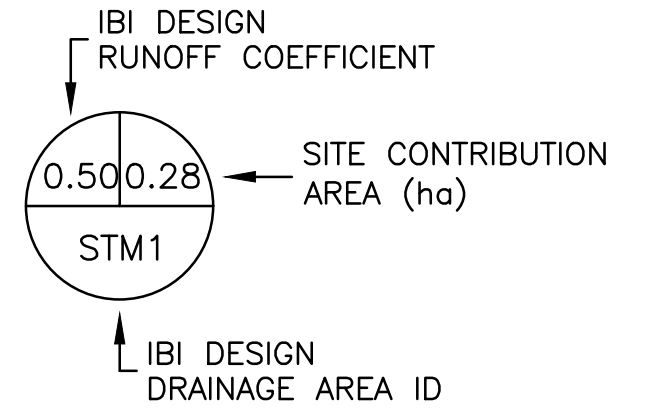 IBI DESIGN
RUNOFF COEFFICIENT
0.50 0.28
SITE CONTRIBUTION
AREA (ha)
STM1
IBI DESIGN
DRAINAGE AREA ID